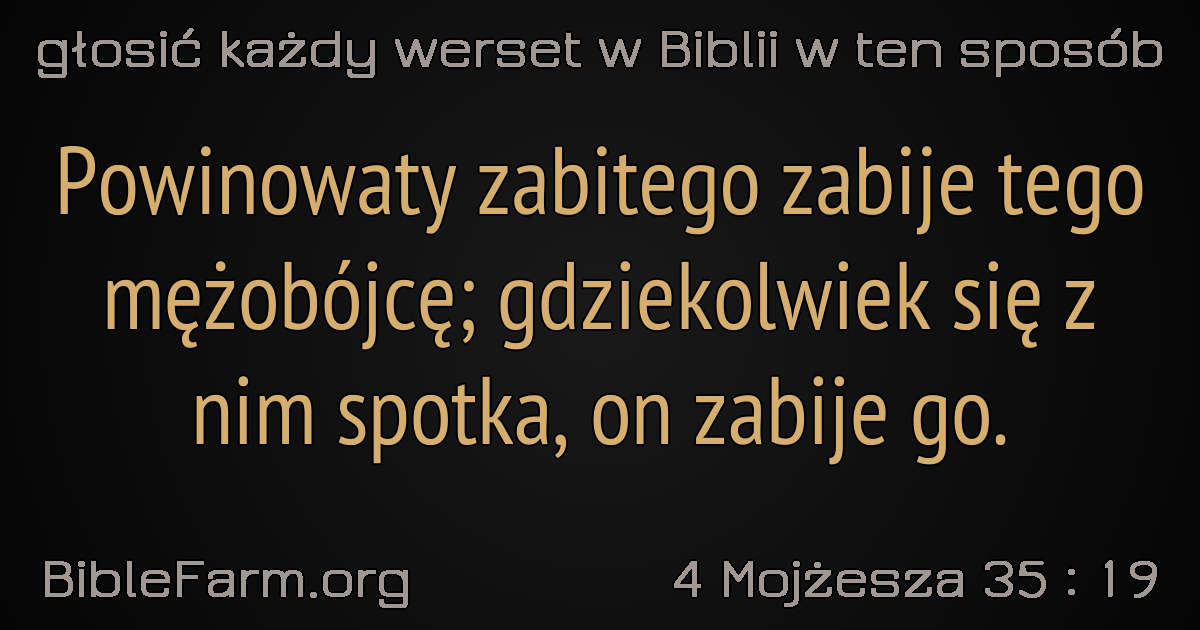 głosić każdy werset w Biblii w ten sposób
Powinowaty zabitego zabije tego
mężobójcę; gdziekolwiek się z
nim spotka, on zabije go.
BibleFarm.org
4 Mojżesza 35 : 19